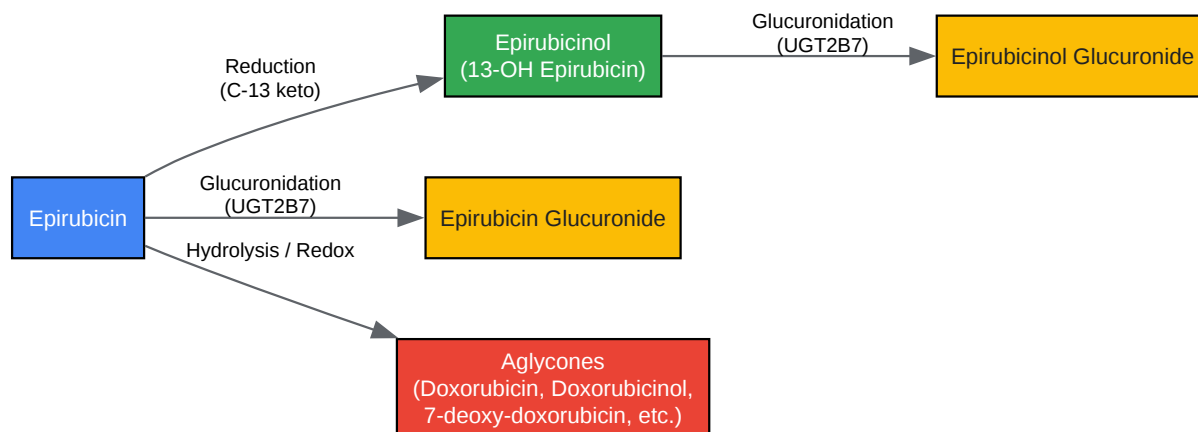 Reduction
(C-13 keto)
Epirubicinol
(13-OH Epirubicin)
Glucuronidation
(UGT2B7)
Epirubicinol Glucuronide
Epirubicin
Glucuronidation
(UGT2B7)
Epirubicin Glucuronide
Hydrolysis / Redox
Aglycones
(Doxorubicin, Doxorubicinol,
7-deoxy-doxorubicin, etc.)